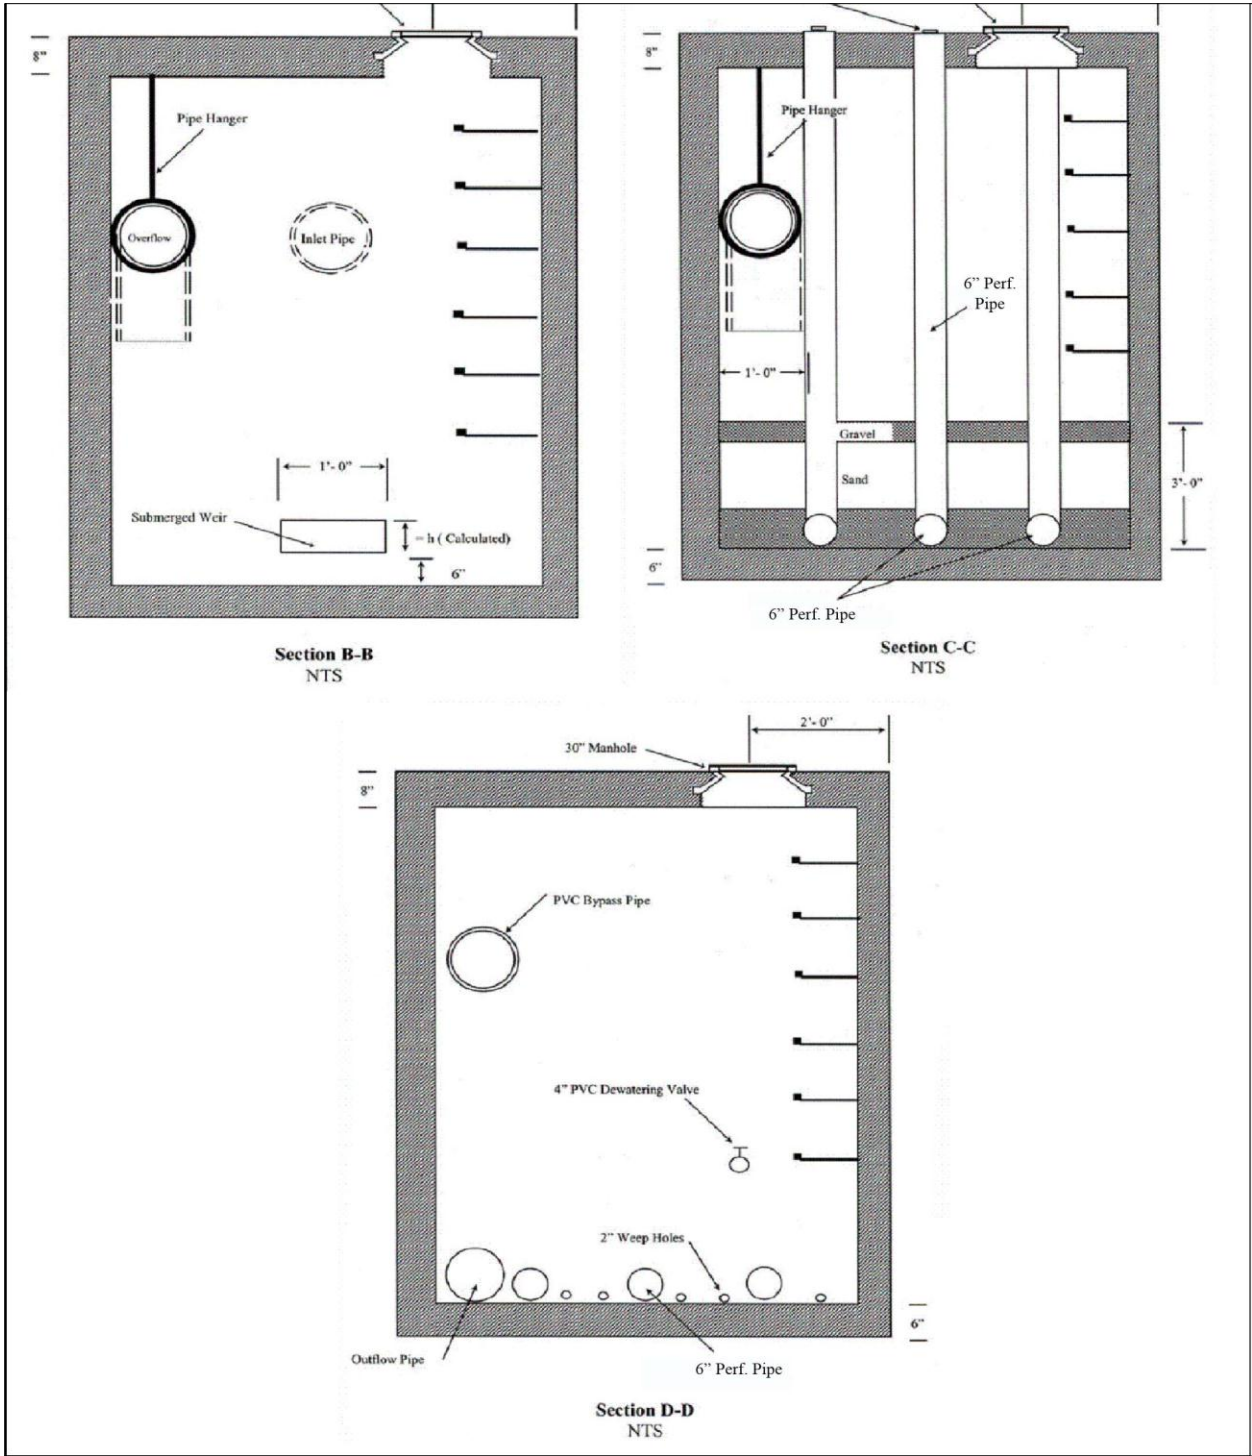 8"
Pipe Hanger
Overflow
Inlet Pipe
1'- 0"
Submerged Weir
= h ( Calculated)
6"
Section B-B
NTS
8"
Pipe Hanger
6” Perf.
Pipe
1'- 0"
Gravel
Sand
3'- 0"
6"
6” Perf. Pipe
Section C-C
NTS
2'- 0"
30" Manhole
8"
PVC Bypass Pipe
4" PVC Dewatering Valve
2" Weep Holes
6"
Outflow Pipe
6” Perf. Pipe
Section D-D
NTS